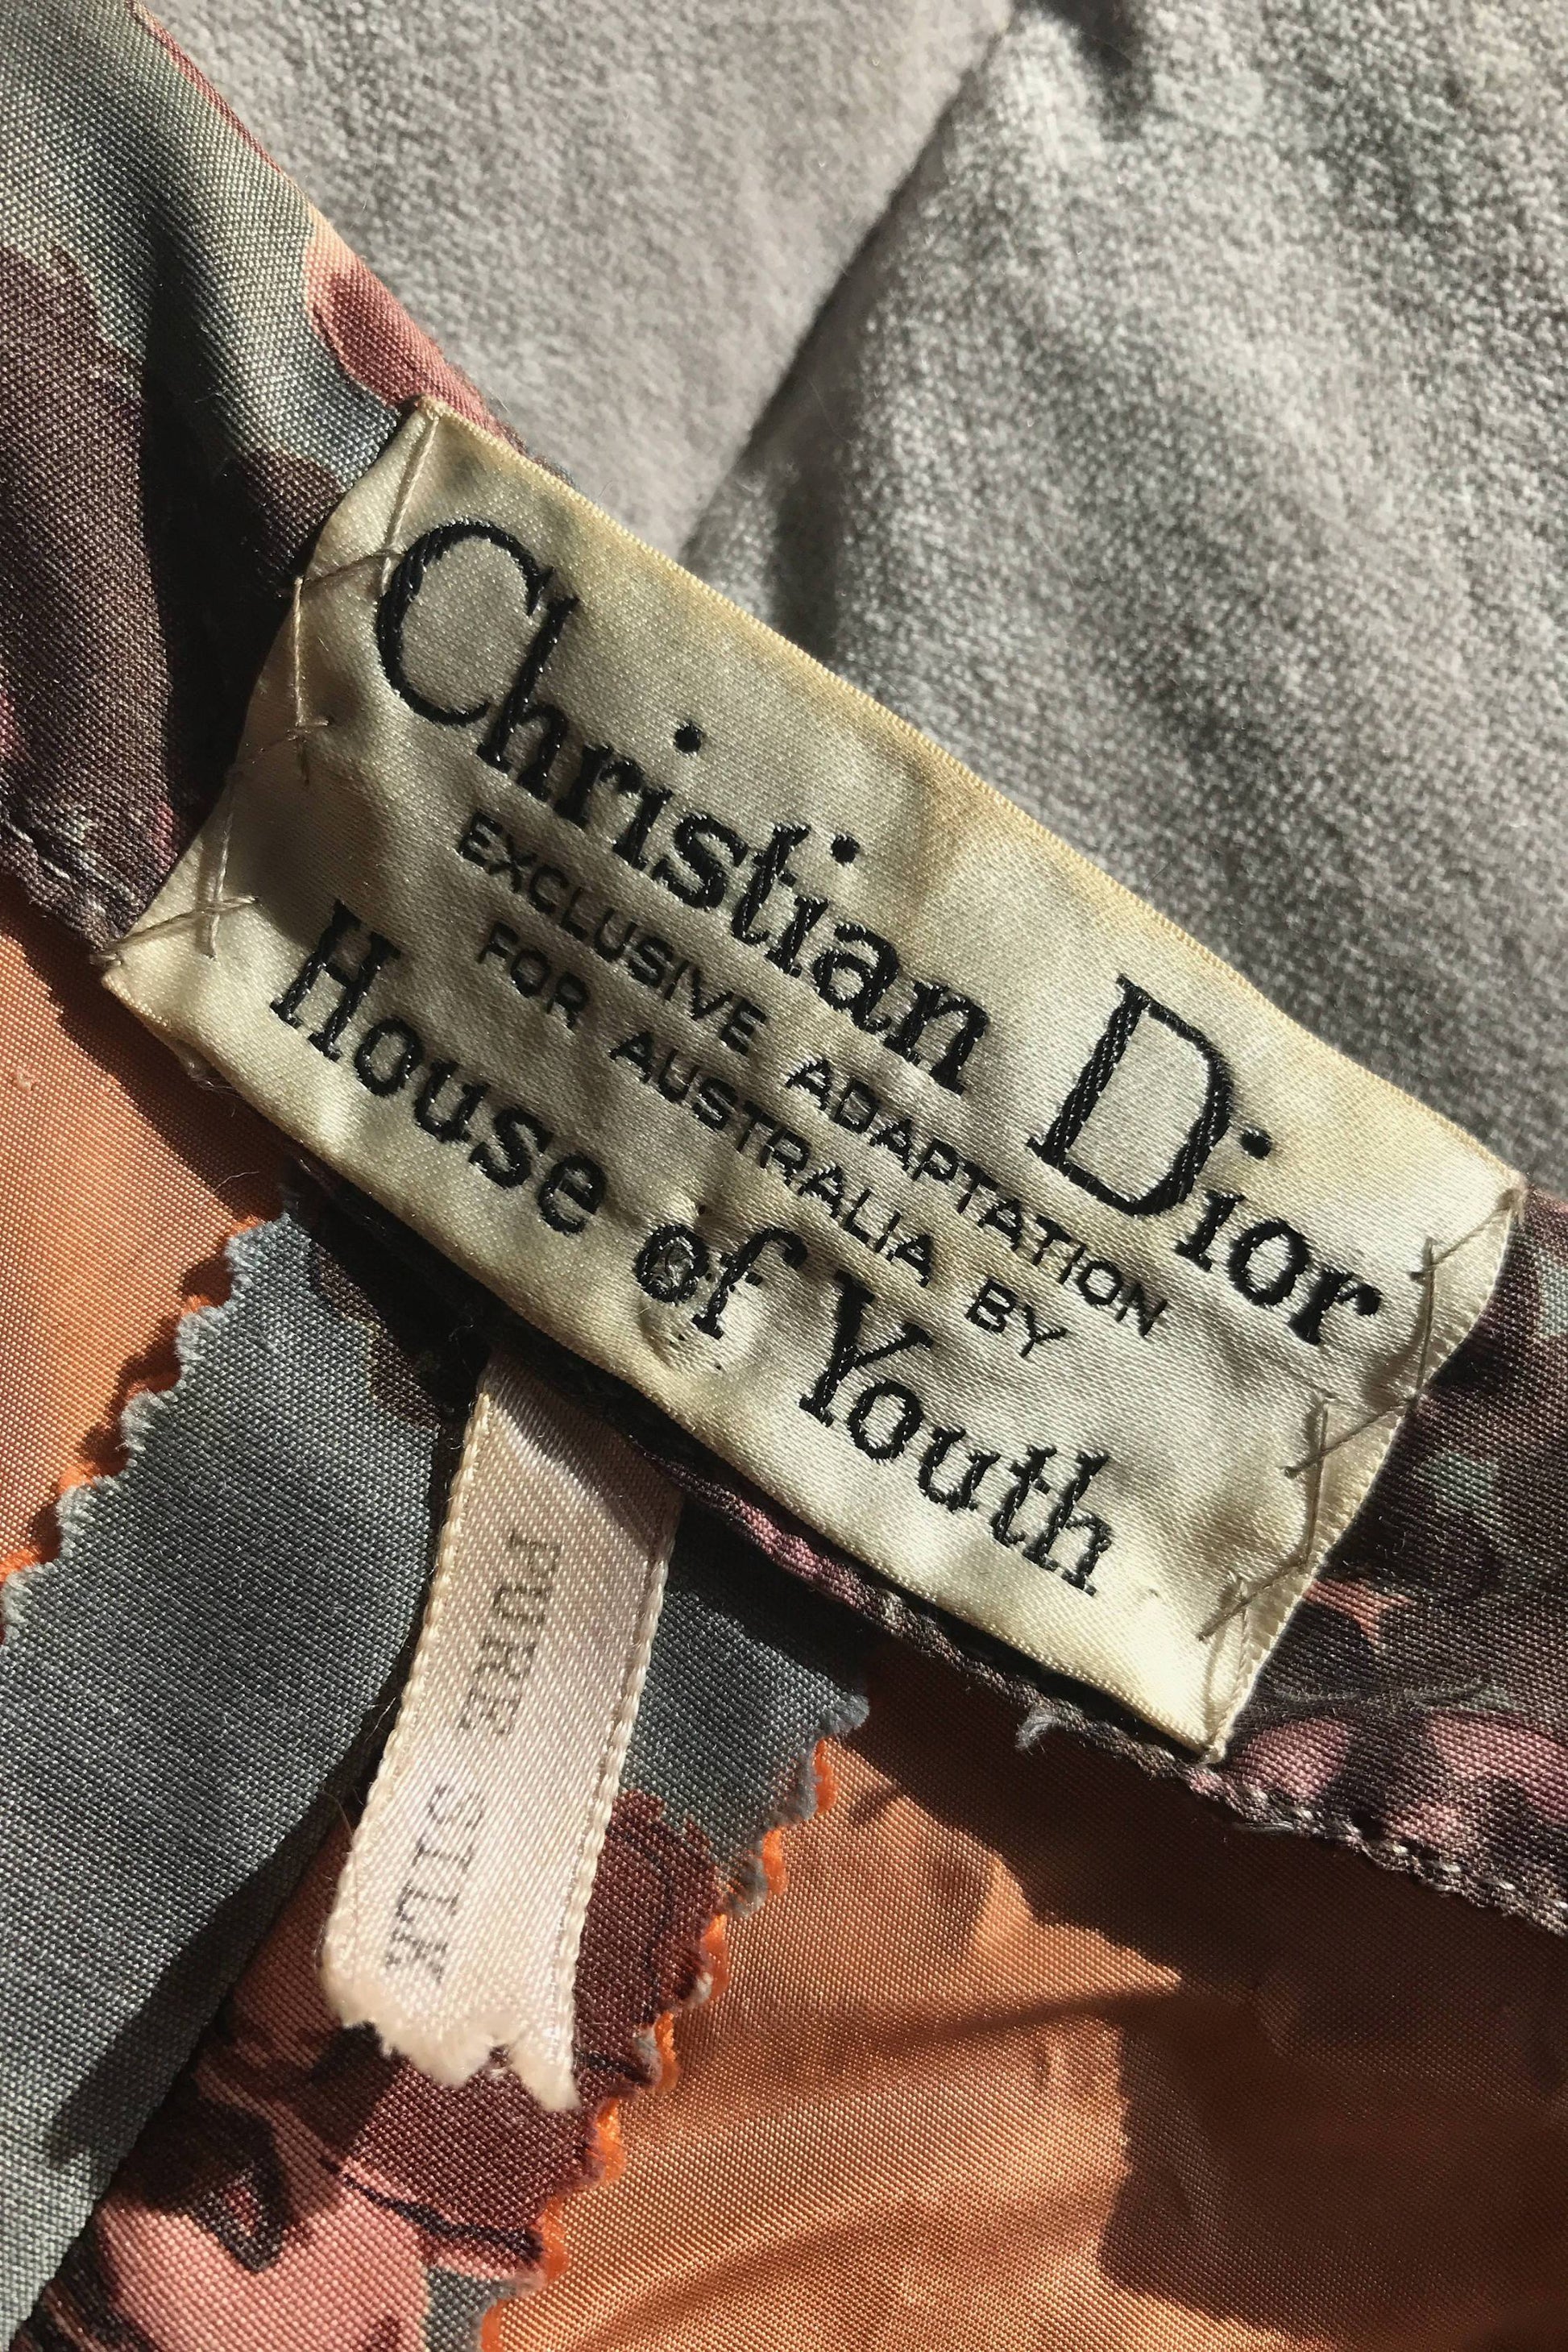 Christian Dior
EXCLUSIVE ADAPTATION
FOR AUSTRALIA BY
House of Youth
PURE SILK